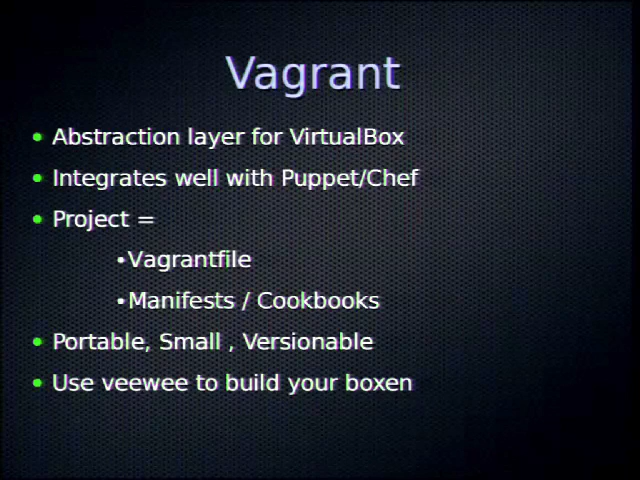 Vagrant
• Abstraction layer for VirtualBox
• Integrates well with Puppet/Chef
• Project =
•Vagrantfile
•Manifests / Cookbooks
• Portable, Small , Versionable
• Use veewee to build your boxen